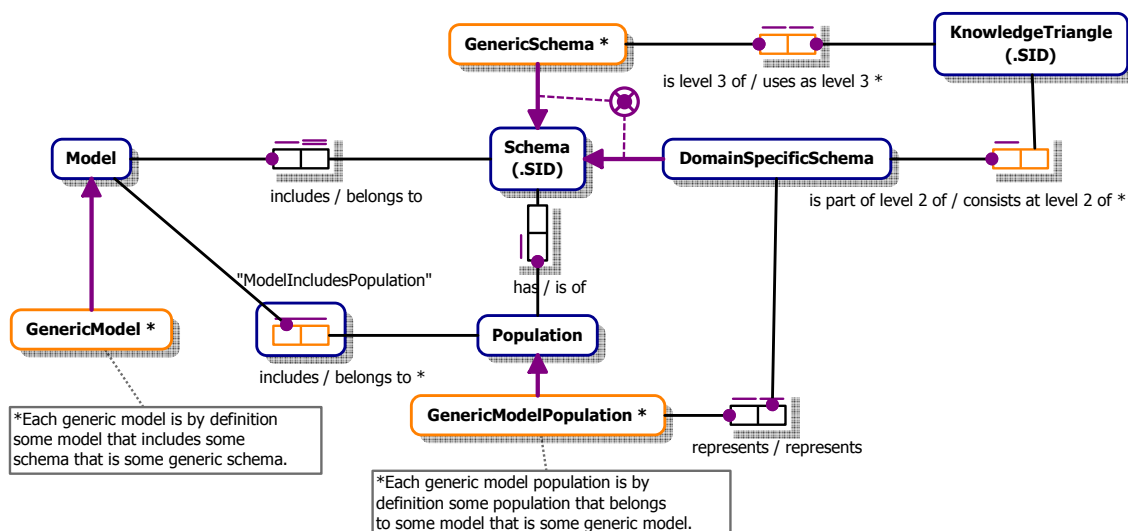 GenericSchema *
KnowledgeTriangle
(.SID)
is level 3 of / uses as level 3 *
Model
Schema
(.SID)
DomainSpecificSchema
includes / belongs to
is part of level 2 of / consists at level 2 of *
"ModelIncludesPopulation"
has / is of
GenericModel *
Population
includes / belongs to *
GenericModelPopulation *
represents / represents
*Each generic model is by definition
some model that includes some
schema that is some generic schema.
*Each generic model population is by
definition some population that belongs
to some model that is some generic model.